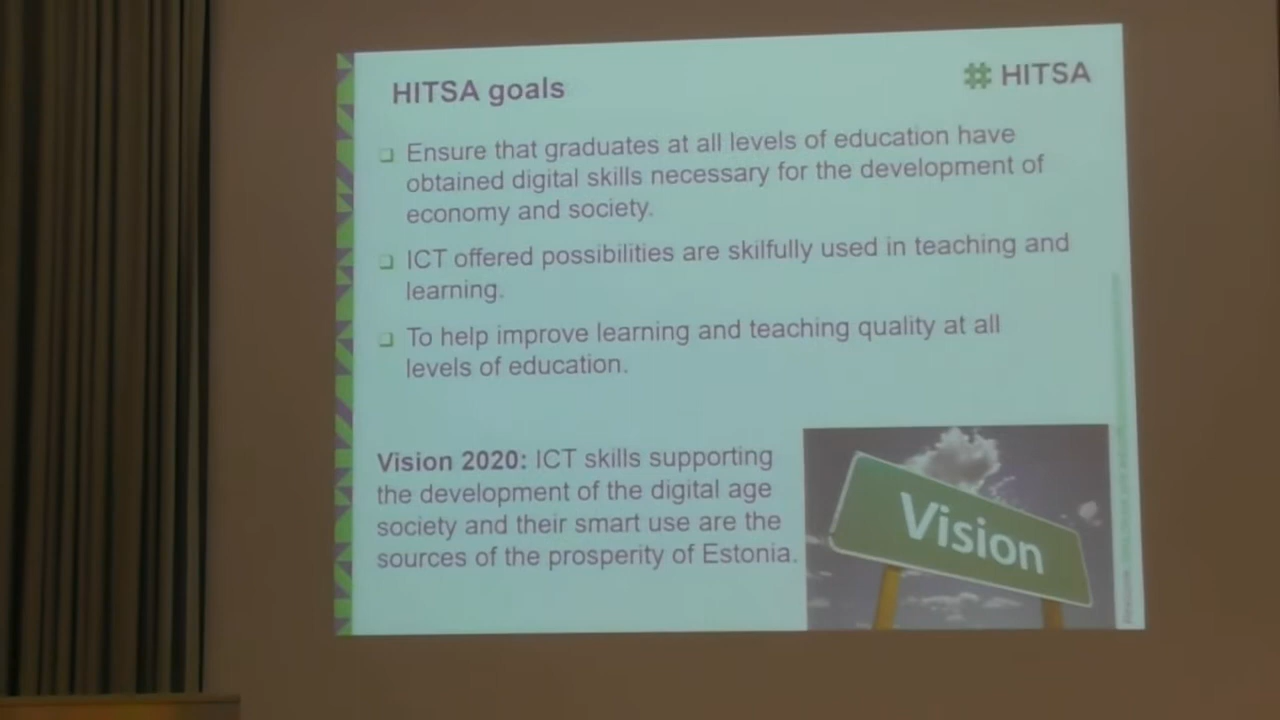 HITSA goals
# HITSA
Ensure that graduates at all levels of education have
obtained digital skills necessary for the development of
economy and society.
ICT offered possibilities are skilfully used in teaching and
learning.
To help improve learning and teaching quality at all
levels of education.
Vision 2020: ICT skills supporting
the development of the digital age
society and their smart use are the
sources of the prosperity of Estonia.
Vision